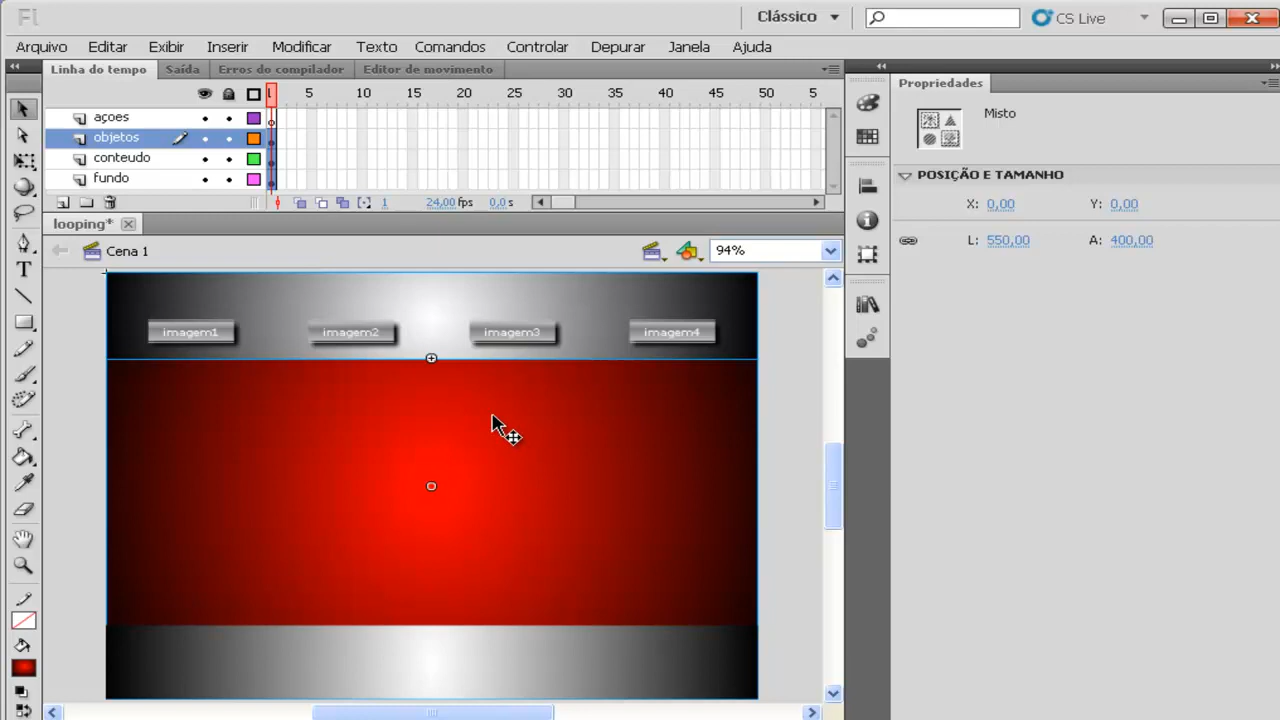 Fl
Clássico
CS Live
Arquivo Editar Exibir Inserir Modificar Texto Comandos Controlar Depurar Janela Ajuda
Linha do tempo Saída Erros do compilador Editor de movimento
Propriedades
1 5 10 15 20 25 30 35 40 45 50 5
Misto
açoes
objetos
conteudo
fundo
POSIÇÃO E TAMANHO
X: 0,00 Y: 0,00
1 24,00 fps 0,0 s
looping*
L: 550,00 A: 400,00
Cena 1
94%
imagem1 imagem2 imagem3 imagem4